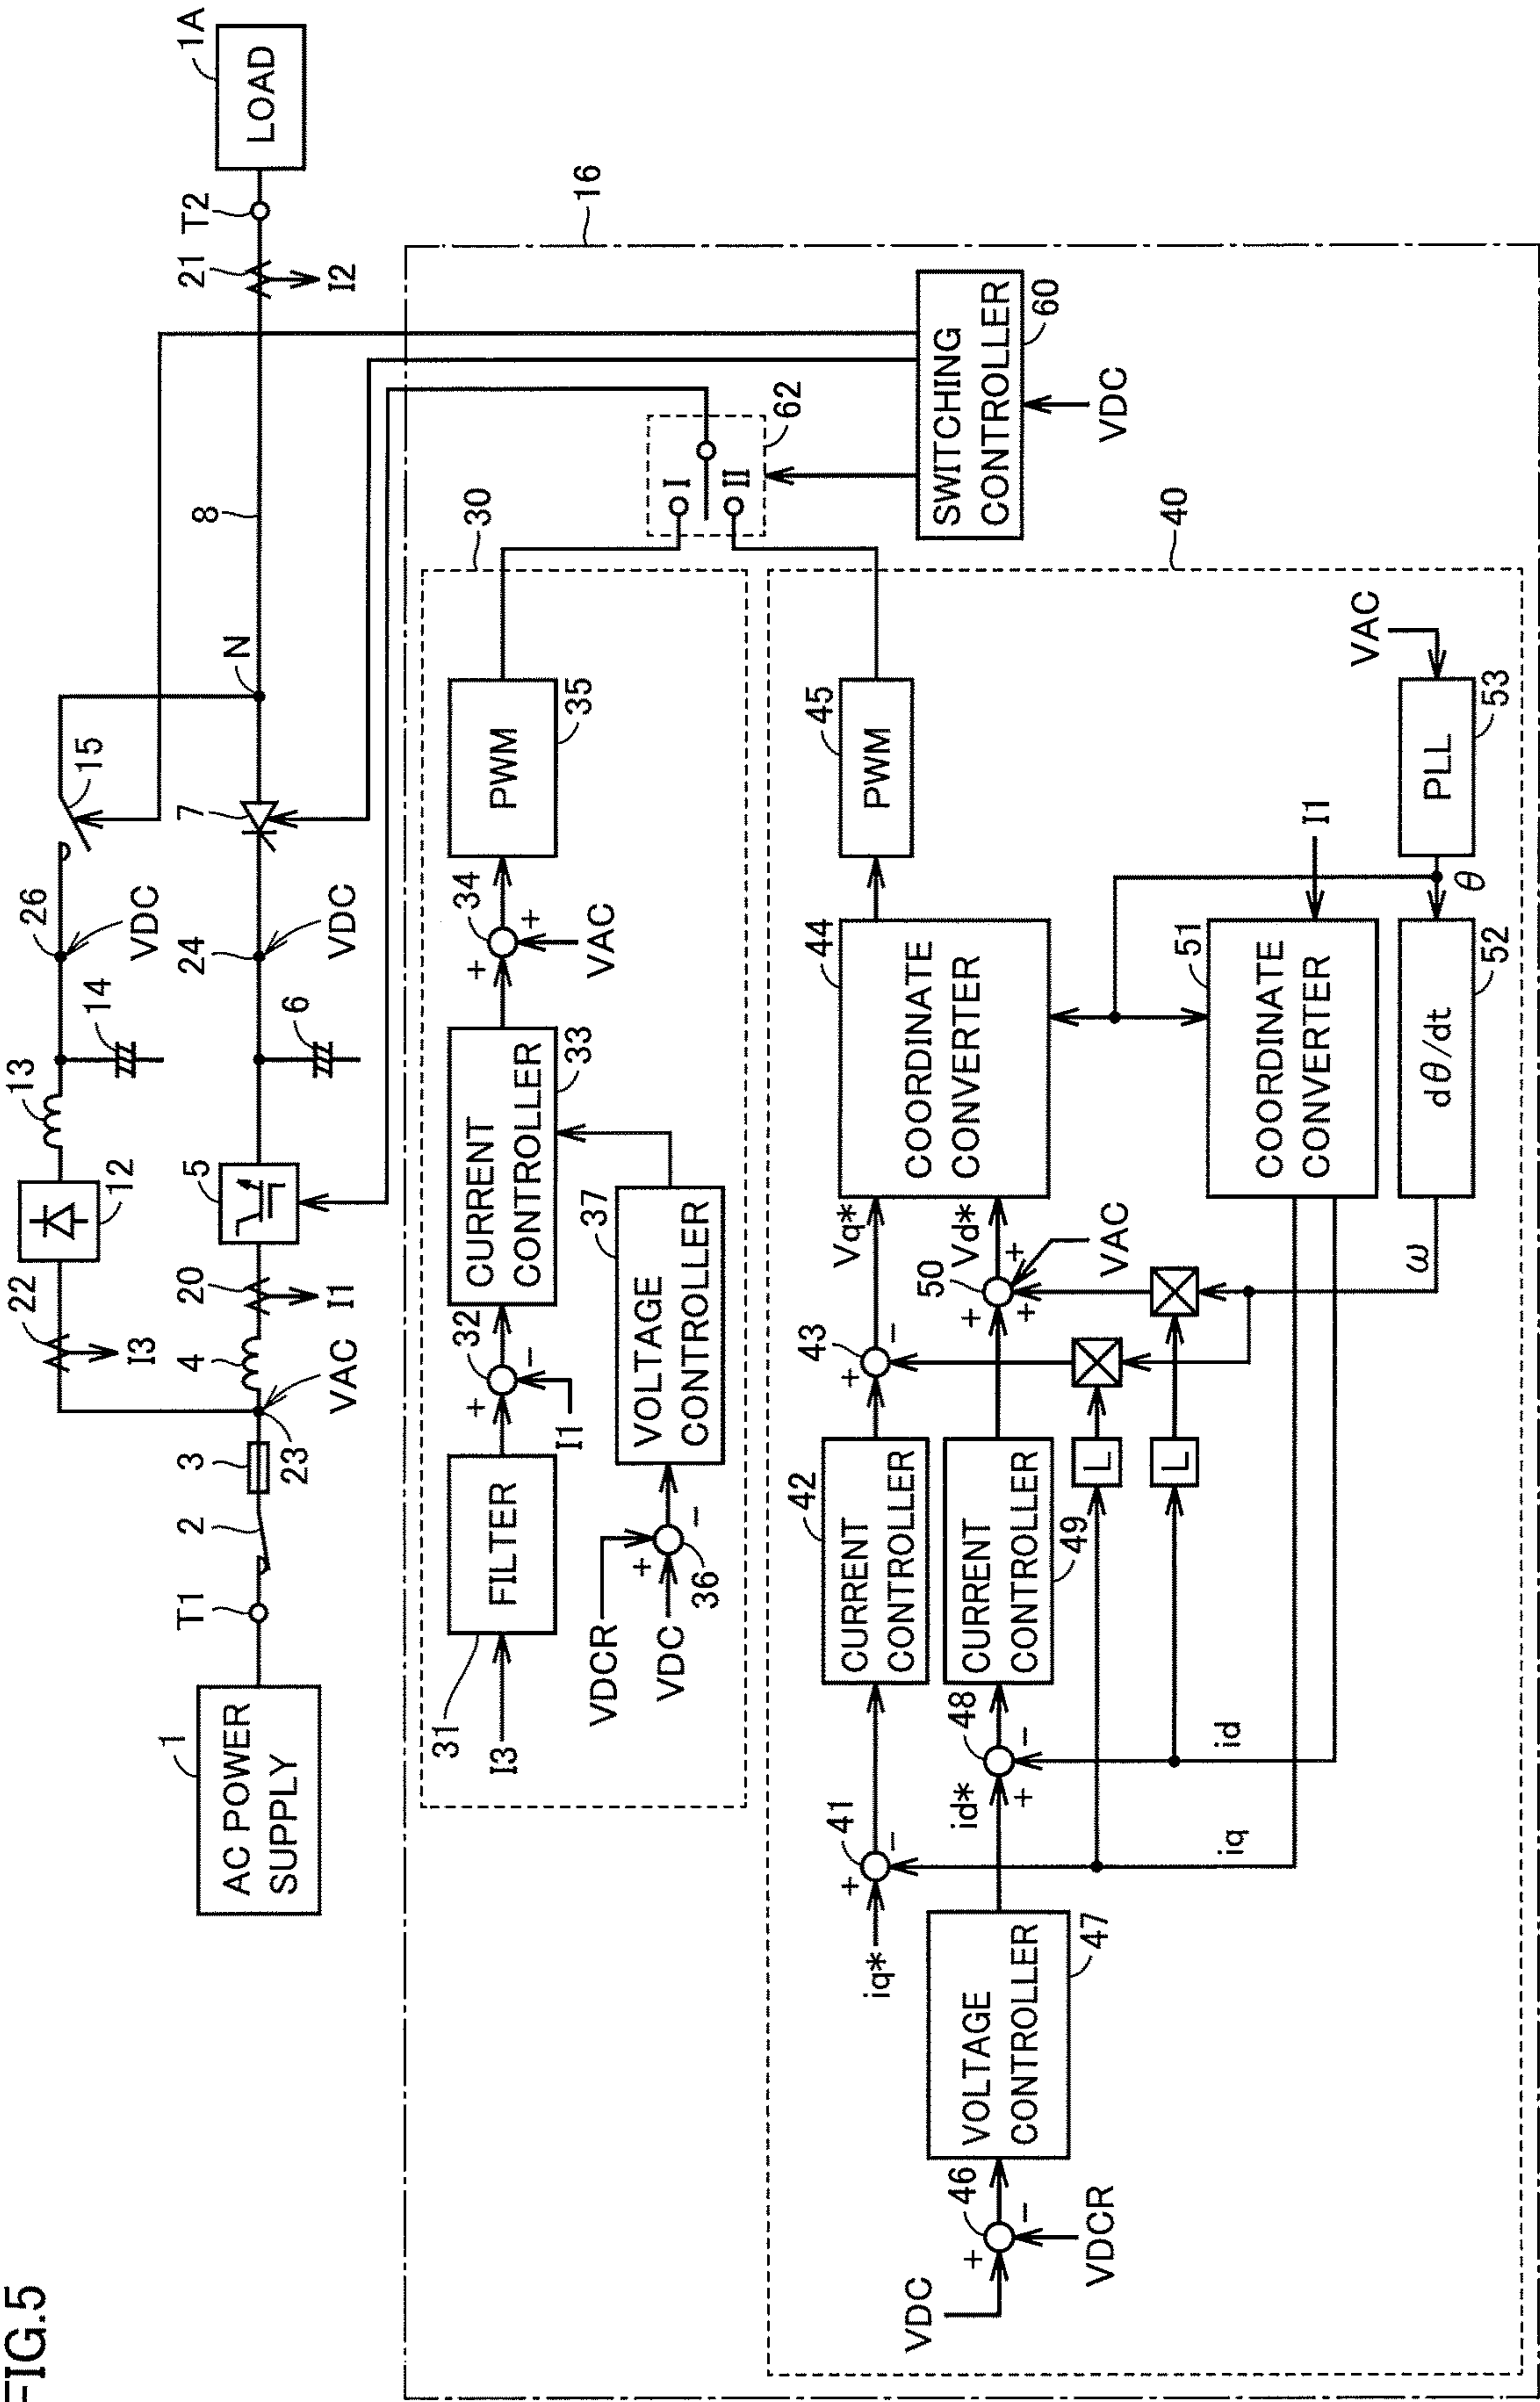 FIG.5
1
AC POWER
SUPPLY
T1
2
3
23
VAC
4
20
I1
22
I3
12
5
13
14
6
26
VDC
24
VDC
15
7
N
8
21
I2
T2
1A
LOAD
16
30
31
FILTER
I3
32
+
-
I1
CURRENT
CONTROLLER
33
34
+
+
VAC
PWM
35
VDCR
VDC
+
-
36
37
VOLTAGE
CONTROLLER
I
II
62
SWITCHING
CONTROLLER
60
VDC
40
VDC
+
-
46
VDCR
VOLTAGE
CONTROLLER
47
iq*
+
-
41
id*
+
-
48
iq
id
42
CURRENT
CONTROLLER
CURRENT
CONTROLLER
49
L
L
43
+
-
50
+
+
+
VAC
Vq*
Vd*
ω
44
COORDINATE
CONVERTER
45
PWM
51
COORDINATE
CONVERTER
I1
dθ/dt
52
θ
PLL
53
VAC